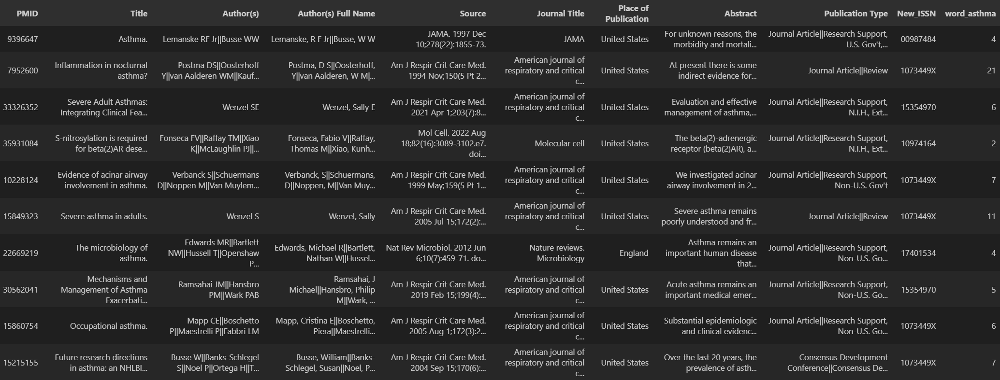 PMID Title Author(s) Author(s) Full Name Source Journal Title Place of Publication Abstract Publication Type New_ISSN word_asthma
9396647
Asthma.
Lemanske RF Jr||Busse WW
Lemanske, R F Jr||Busse, W W
JAMA. 1997 Dec
10;278(22):1855-73.
JAMA
United States
For unknown reasons, the
morbidity and mortali...
Journal Article||Research Support,
U.S. Gov't,...
00987484
4
7952600
Inflammation in nocturnal
asthma?
Postma DS||Oosterhoff
Y||van Aalderen WM||Kauf...
Postma, D S||Oosterhoff,
Y||van Aalderen, W M|...
Am J Respir Crit Care Med.
1994 Nov;150(5 Pt 2...
American journal of
respiratory and critical
c...
United States
At present there is some
indirect evidence for...
Journal Article||Review
1073449X
21
33326352
Severe Adult Asthmas:
Integrating Clinical Fea...
Wenzel SE
Wenzel, Sally E
Am J Respir Crit Care Med.
2021 Apr 1;203(7):8...
American journal of
respiratory and critical
c...
United States
Evaluation and effective
management of asthma,...
Journal Article||Research Support,
N.I.H., Ext...
15354970
6
35931084
S-nitrosylation is required
for beta(2)AR dese...
Fonseca FV||Raffay TM||Xiao
K||McLaughlin PJ||...
Fonseca, Fabio V||Raffay,
Thomas M||Xiao, Kunh...
Mol Cell. 2022 Aug
18;82(16):3089-3102.e7.
doi...
Molecular cell
United States
The beta(2)-adrenergic
receptor (beta(2)AR), a...
Journal Article||Research Support,
N.I.H., Ext...
10974164
2
10228124
Evidence of acinar airway
involvement in asthma.
Verbanck S||Schuermans
D||Noppen M||Van Muylem...
Verbanck, S||Schuermans,
D||Noppen, M||Van Muy...
Am J Respir Crit Care Med.
1999 May;159(5 Pt 1...
American journal of
respiratory and critical
c...
United States
We investigated acinar
airway involvement in 2...
Journal Article||Research Support,
Non-U.S. Gov't
1073449X
7
15849323
Severe asthma in adults.
Wenzel S
Wenzel, Sally
Am J Respir Crit Care Med.
2005 Jul 15;172(2):...
American journal of
respiratory and critical
c...
United States
Severe asthma remains
poorly understood and fr...
Journal Article||Review
1073449X
11
22669219
The microbiology of
asthma.
Edwards MR||Bartlett
NW||Hussell T||Openshaw
P...
Edwards, Michael R||Bartlett,
Nathan W||Hussel...
Nat Rev Microbiol. 2012 Jun
6;10(7):459-71. do...
Nature reviews.
Microbiology
England
Asthma remains an
important human disease
that...
Journal Article||Research Support,
Non-U.S. Go...
17401534
4
30562041
Mechanisms and
Management of Asthma
Exacerbati...
Ramsahai JM||Hansbro
PM||Wark PAB
Ramsahai, J
Michael||Hansbro, Philip
M||Wark, ...
Am J Respir Crit Care Med.
2019 Feb 15;199(4):...
American journal of
respiratory and critical
c...
United States
Acute asthma remains an
important medical emer...
Journal Article||Research Support,
Non-U.S. Go...
15354970
5
15860754
Occupational asthma.
Mapp CE||Boschetto
P||Maestrelli P||Fabbri LM
Mapp, Cristina E||Boschetto,
Piera||Maestrelli...
Am J Respir Crit Care Med.
2005 Aug 1;172(3):2...
American journal of
respiratory and critical
c...
United States
Substantial epidemiologic
and clinical evidenc...
Journal Article||Research Support,
Non-U.S. Go...
1073449X
6
15215155
Future research directions
in asthma: an NHLBI...
Busse W||Banks-Schlegel
S||Noel P||Ortega H||T...
Busse, William||Banks-
Schlegel, Susan||Noel, P...
Am J Respir Crit Care Med.
2004 Sep 15;170(6):...
American journal of
respiratory and critical
c...
United States
Over the last 20 years, the
prevalence of asth...
Consensus Development
Conference||Consensus De...
1073449X
7